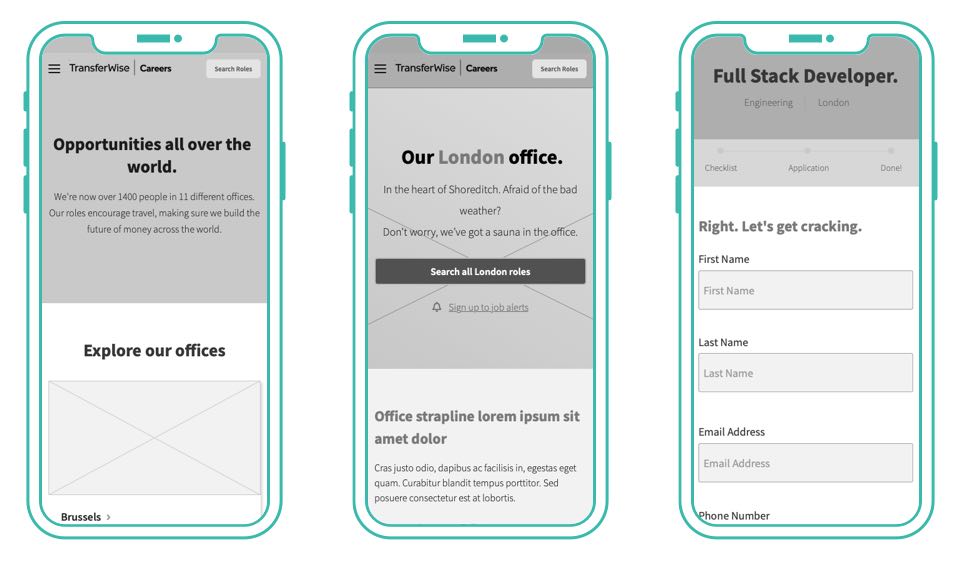 TransferWise | Careers
Search Roles
Opportunities all over the
world.
We're now over 1400 people in 11 different offices.
Our roles encourage travel, making sure we build the
future of money across the world.
Explore our offices
Brussels ›
TransferWise | Careers
Search Roles
Our London office.
In the heart of Shoreditch. Afraid of the bad
weather?
Don't worry, we've got a sauna in the office.
Search all London roles
Sign up to job alerts
Office strapline lorem ipsum sit
amet dolor
Cras justo odio, dapibus ac facilisis in, egestas eget
quam. Curabitur blandit tempus porttitor. Sed
posuere consectetur est at lobortis.
Full Stack Developer.
Engineering | London
Checklist Application Done!
Right. Let's get cracking.
First Name
First Name
Last Name
Last Name
Email Address
Email Address
Phone Number